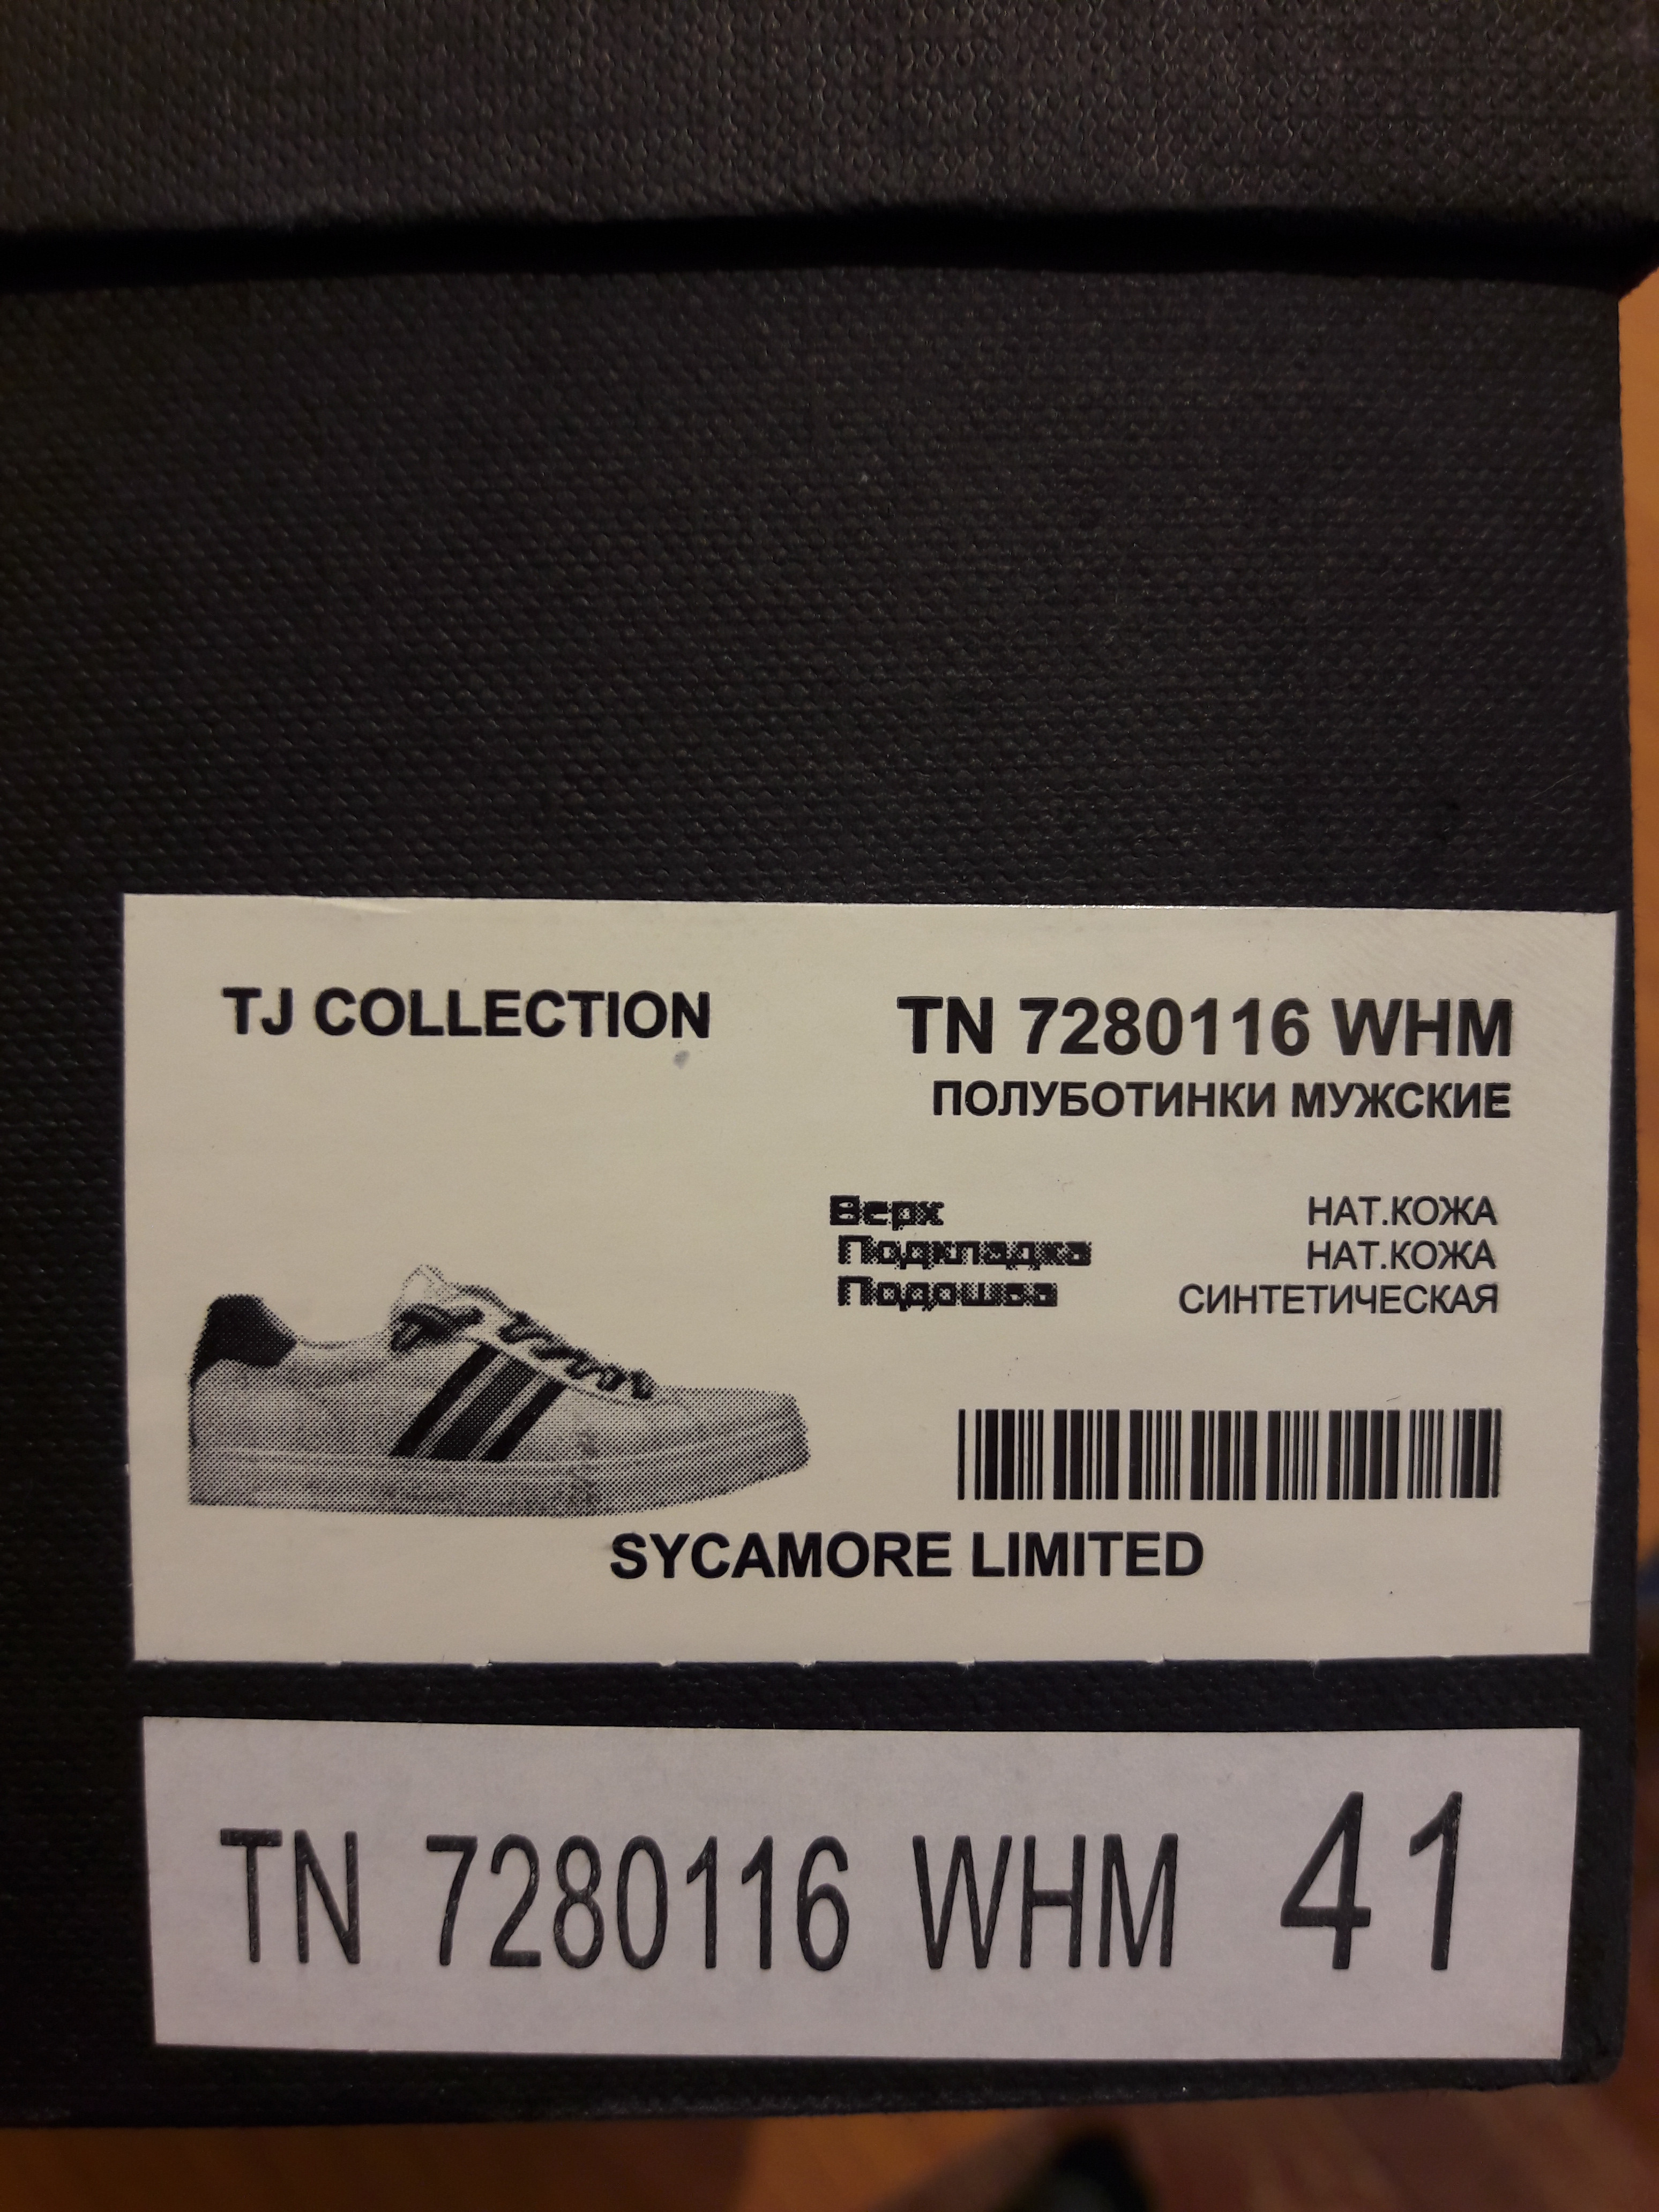 TJ COLLECTION
TN 7280116 WHM
ПОЛУБОТИНКИ МУЖСКИЕ
Верх НАТ.КОЖА
Подкладка НАТ.КОЖА
Подошва СИНТЕТИЧЕСКАЯ
SYCAMORE LIMITED
TN 7280116 WHM 41